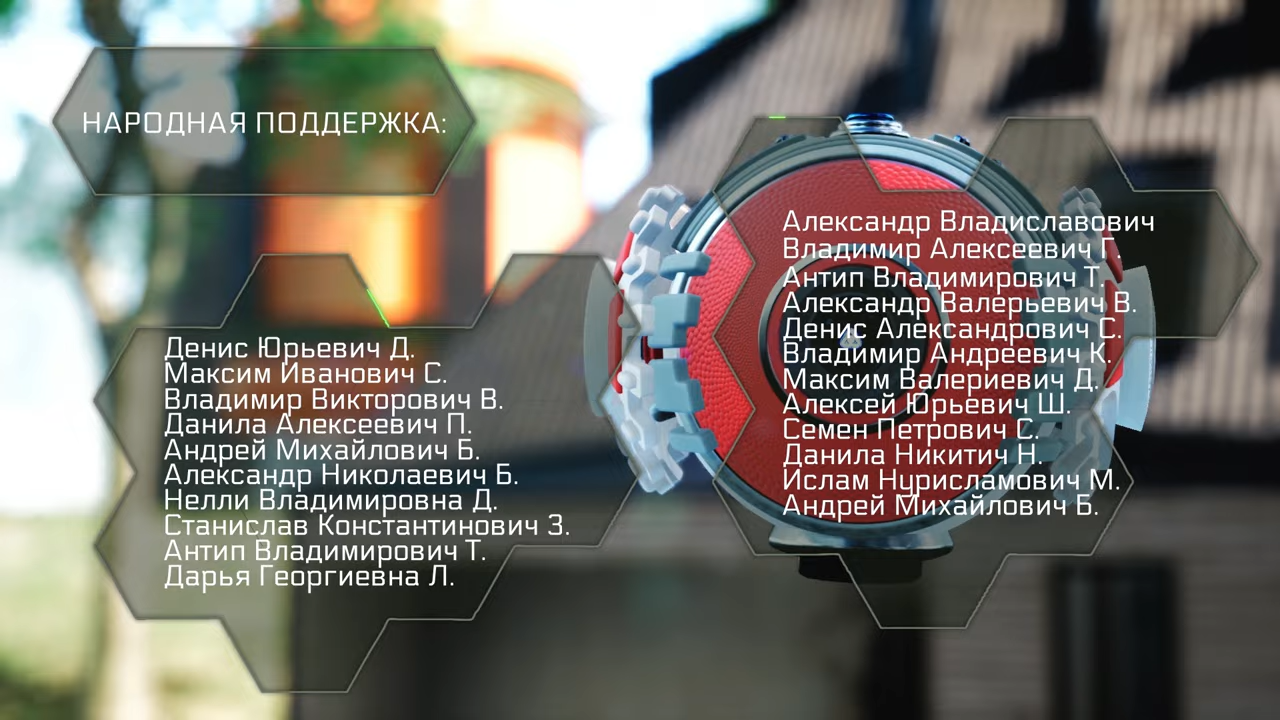 НАРОДНАЯ ПОДДЕРЖКА:
Денис Юрьевич Д.
Максим Иванович С.
Владимир Викторович В.
Данила Алексеевич П.
Андрей Михайлович Б.
Александр Николаевич Б.
Нелли Владимировна Д.
Станислав Константинович З.
Антип Владимирович Т.
Дарья Георгиевна Л.
Александр Владиславович
Владимир Алексеевич Г.
Антип Владимирович Т.
Александр Валерьевич В.
Денис Александрович С.
Владимир Андреевич К.
Максим Валериевич Д.
Алексей Юрьевич Ш.
Семен Петрович С.
Данила Никитич Н.
Ислам Нурисламович М.
Андрей Михайлович Б.